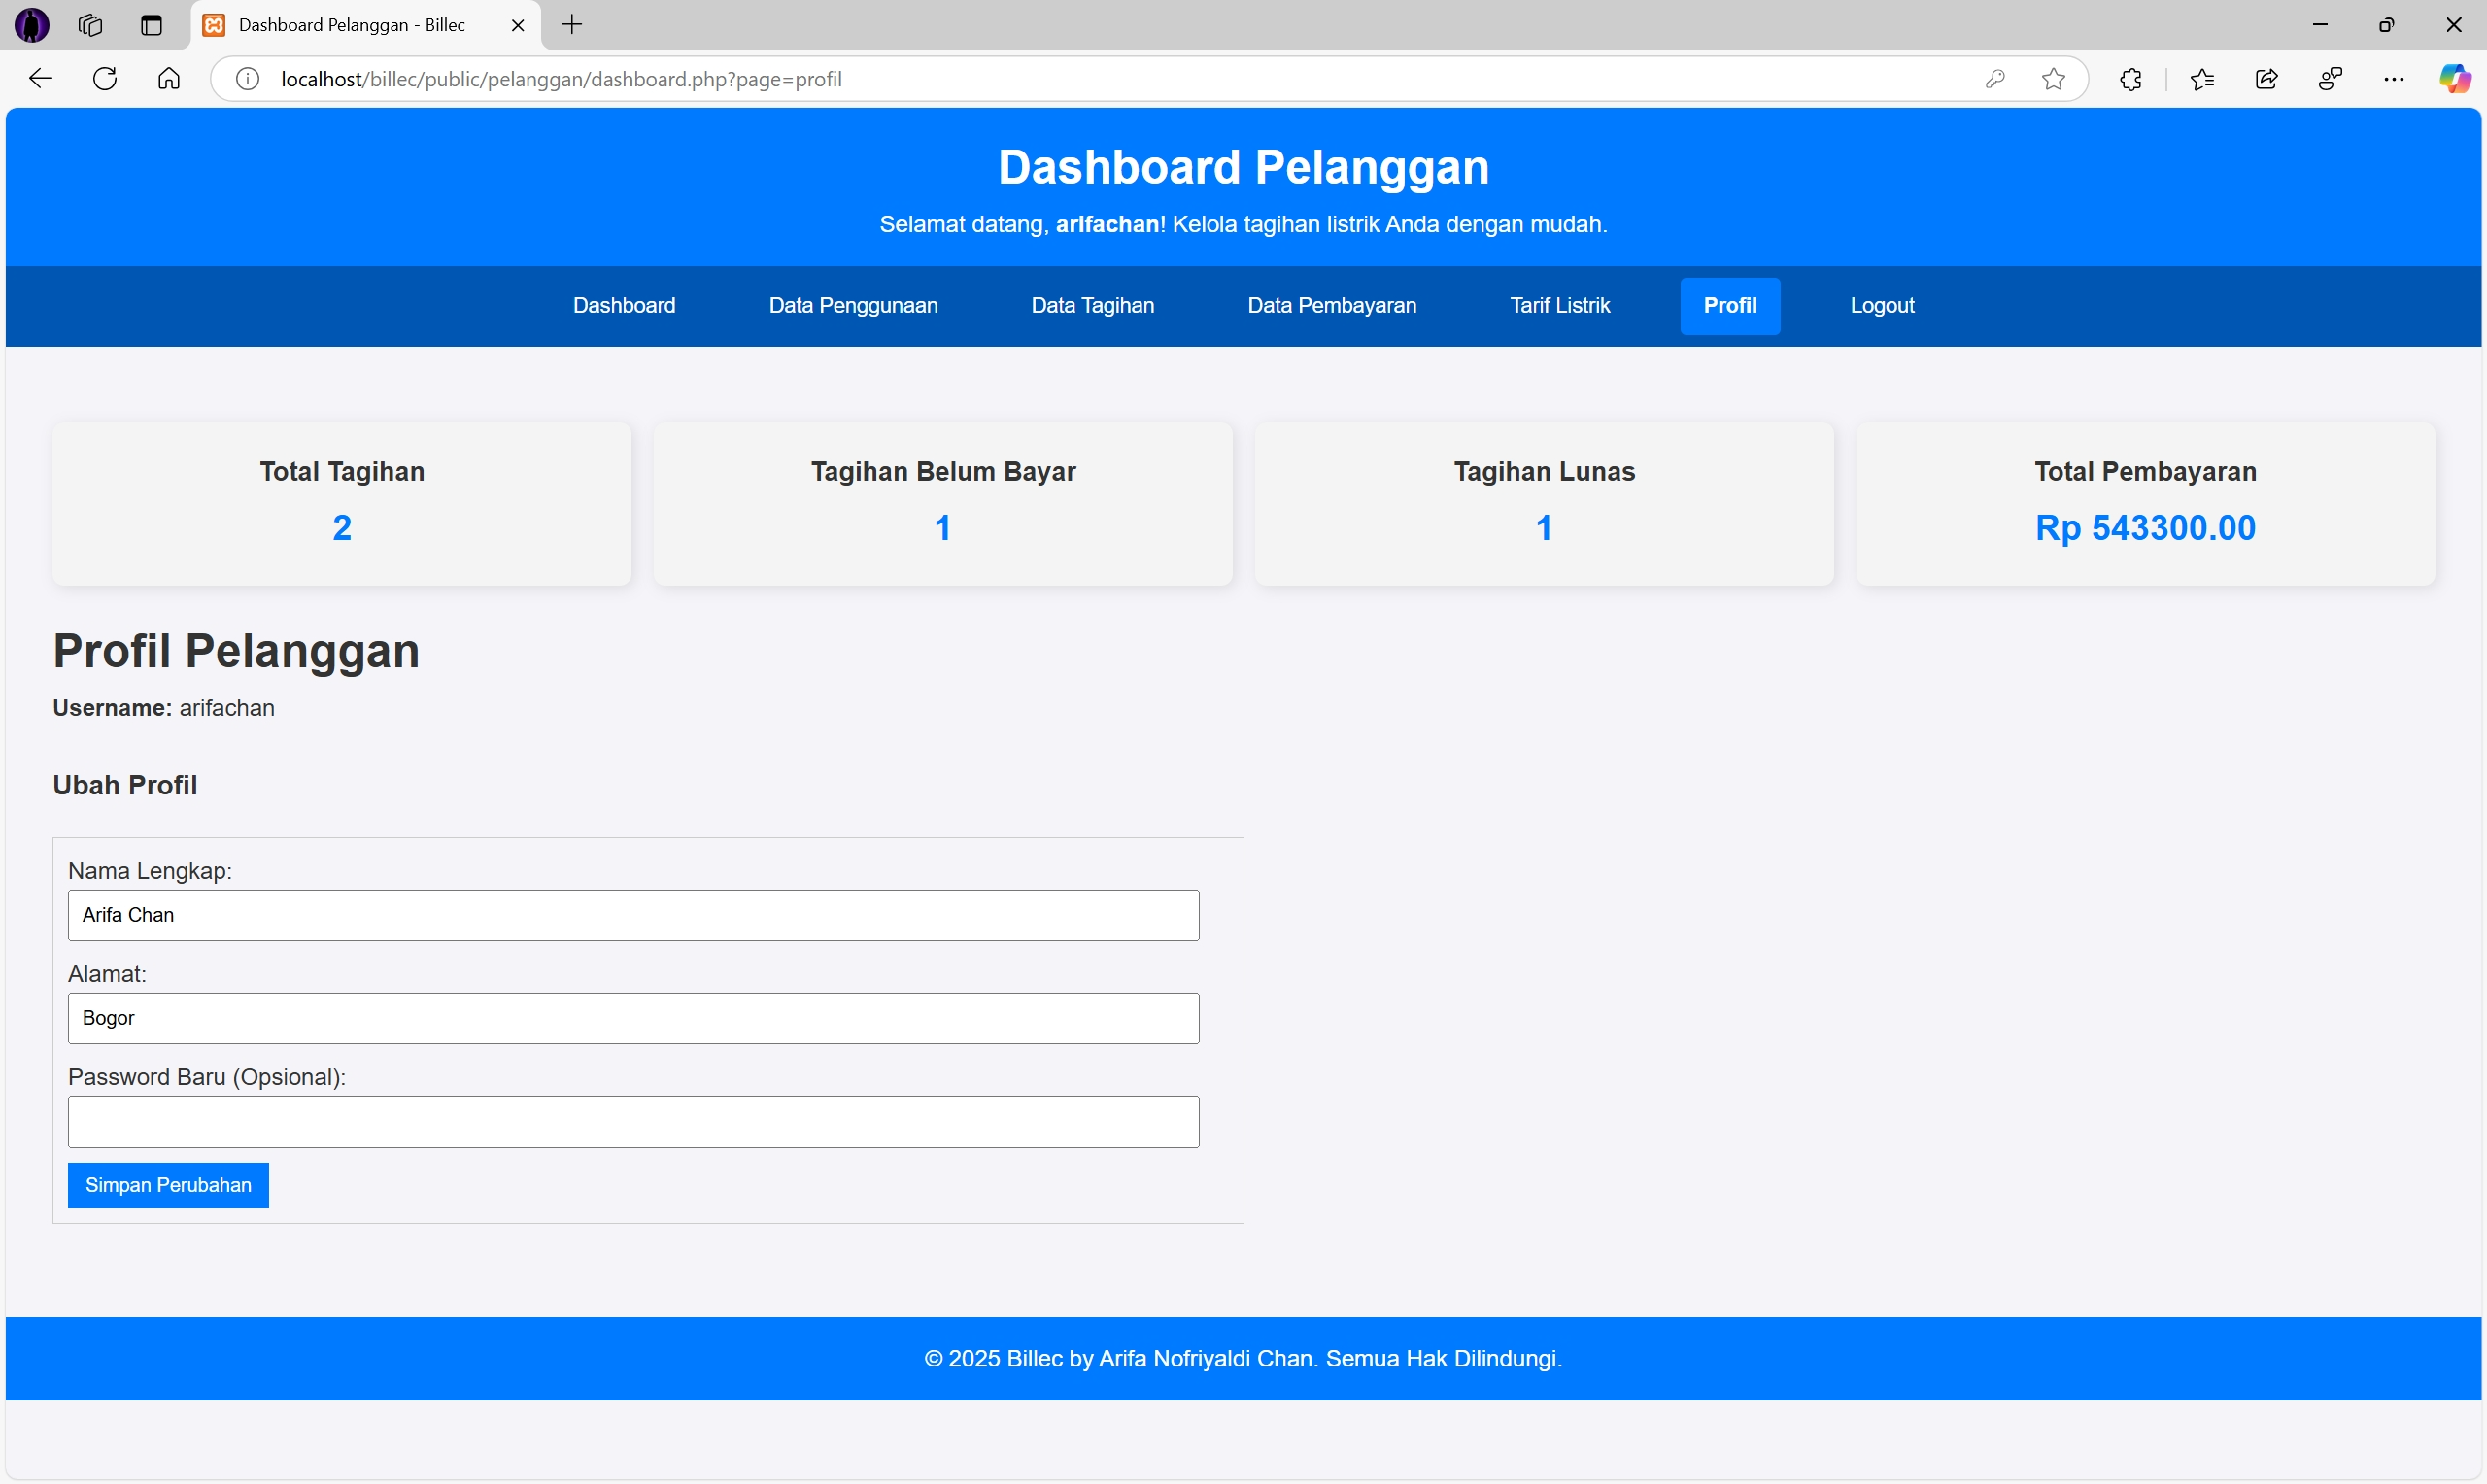 Dashboard Pelanggan - Billec
localhost/billec/public/pelanggan/dashboard.php?page=profil
Dashboard Pelanggan
Selamat datang, arifachan! Kelola tagihan listrik Anda dengan mudah.
Dashboard Data Penggunaan Data Tagihan Data Pembayaran Tarif Listrik Profil Logout
Total Tagihan
2
Tagihan Belum Bayar
1
Tagihan Lunas
1
Total Pembayaran
Rp 543300.00
Profil Pelanggan
Username: arifachan
Ubah Profil
Nama Lengkap:
Arifa Chan
Alamat:
Bogor
Password Baru (Opsional):
Simpan Perubahan
© 2025 Billec by Arifa Nofriyaldi Chan. Semua Hak Dilindungi.